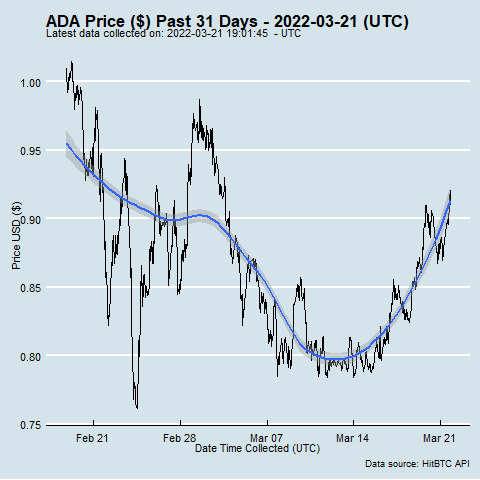 ADA Price ($) Past 31 Days - 2022-03-21 (UTC)
Latest data collected on: 2022-03-21 19:01:45 - UTC
1.00
0.95
0.90
0.85
0.80
0.75
Price USD ($)
Feb 21 Feb 28 Mar 07 Mar 14 Mar 21
Date Time Collected (UTC)
Data source: HitBTC API